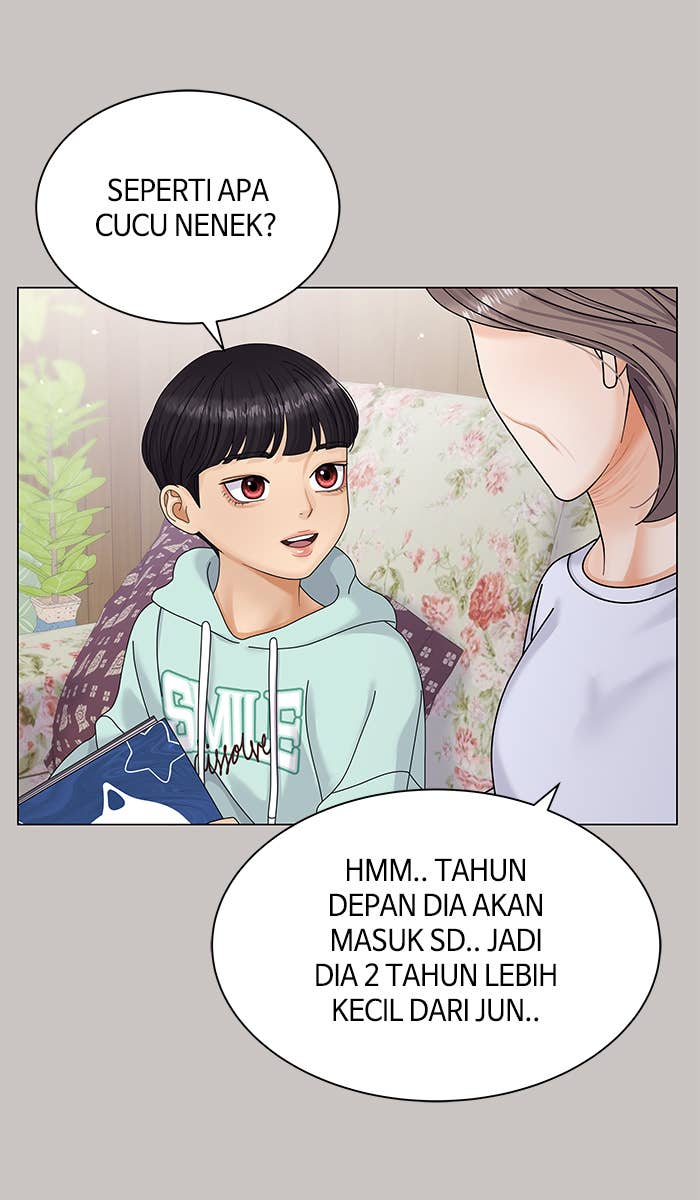 SEPERTI APA
CUCU NENEK?
SMILE
dissolve
HMM.. TAHUN
DEPAN DIA AKAN
MASUK SD.. JADI
DIA 2 TAHUN LEBIH
KECIL DARI JUN..